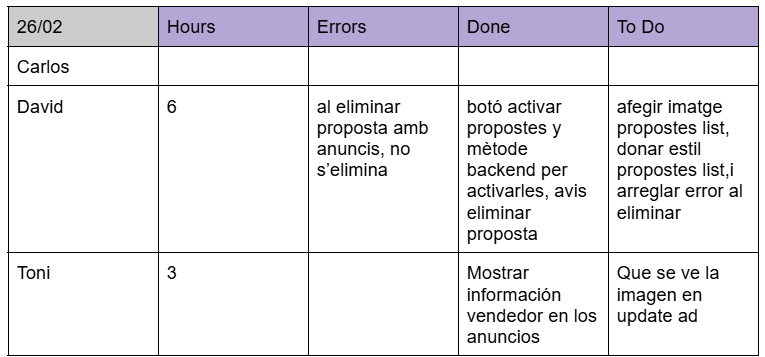 26/02 Hours Errors Done To Do
Carlos
David 6
al eliminar
proposta amb
anuncis, no
s'elimina
botó activar
propostes y
mètode
backend per
activarles, avis
eliminar
proposta
afegir imatge
propostes list,
donar estil
propostes list,i
arreglar error al
eliminar
Toni 3
Mostrar
información
vendedor en los
anuncios
Que se ve la
imagen en
update ad